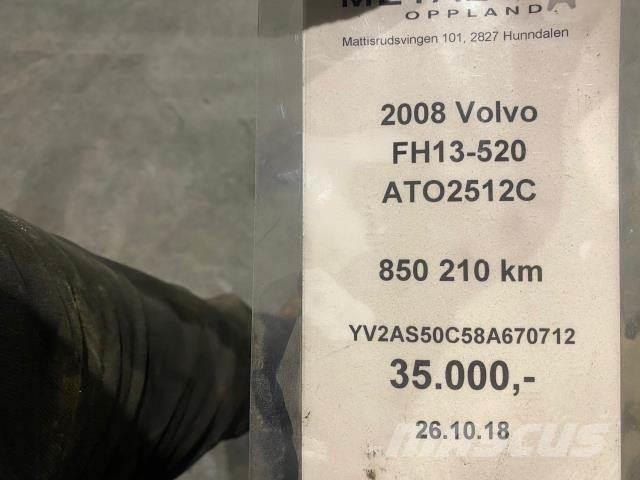 OPPLAND
Mattisrudsvingen 101, 2827 Hunndalen
2008 Volvo
FH13-520
ATO2512C
850 210 km
YV2AS50C58A670712
35.000,-
26.10.18
MASCUS